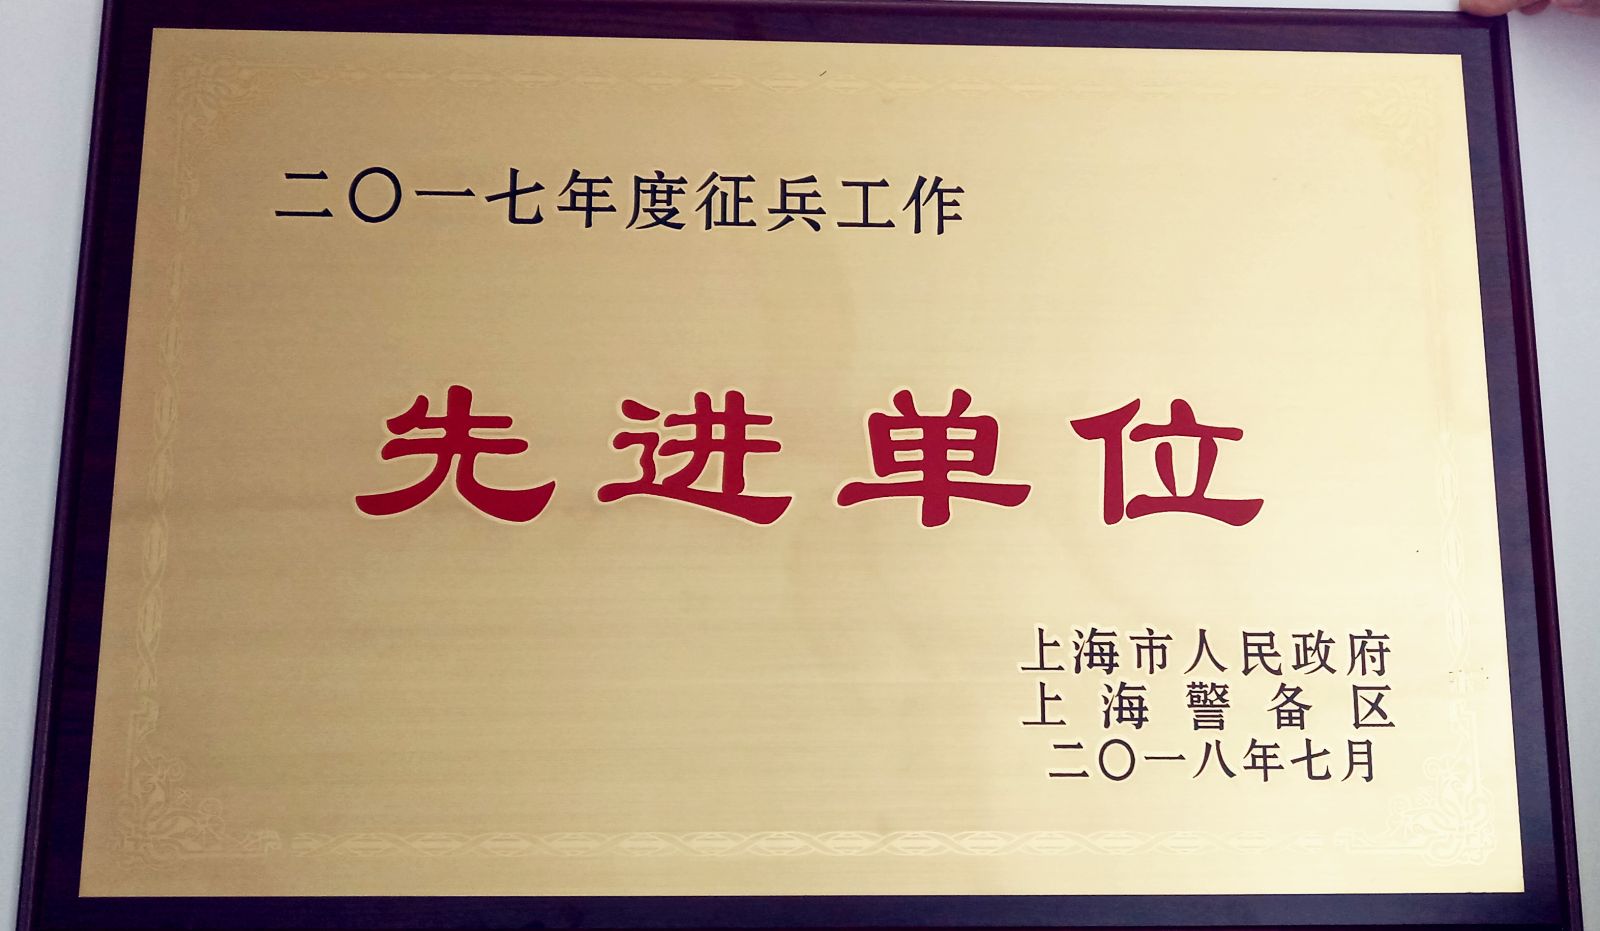 二〇一七年度征兵工作
先进单位
上海市人民政府
上海警备区
二〇一八年七月